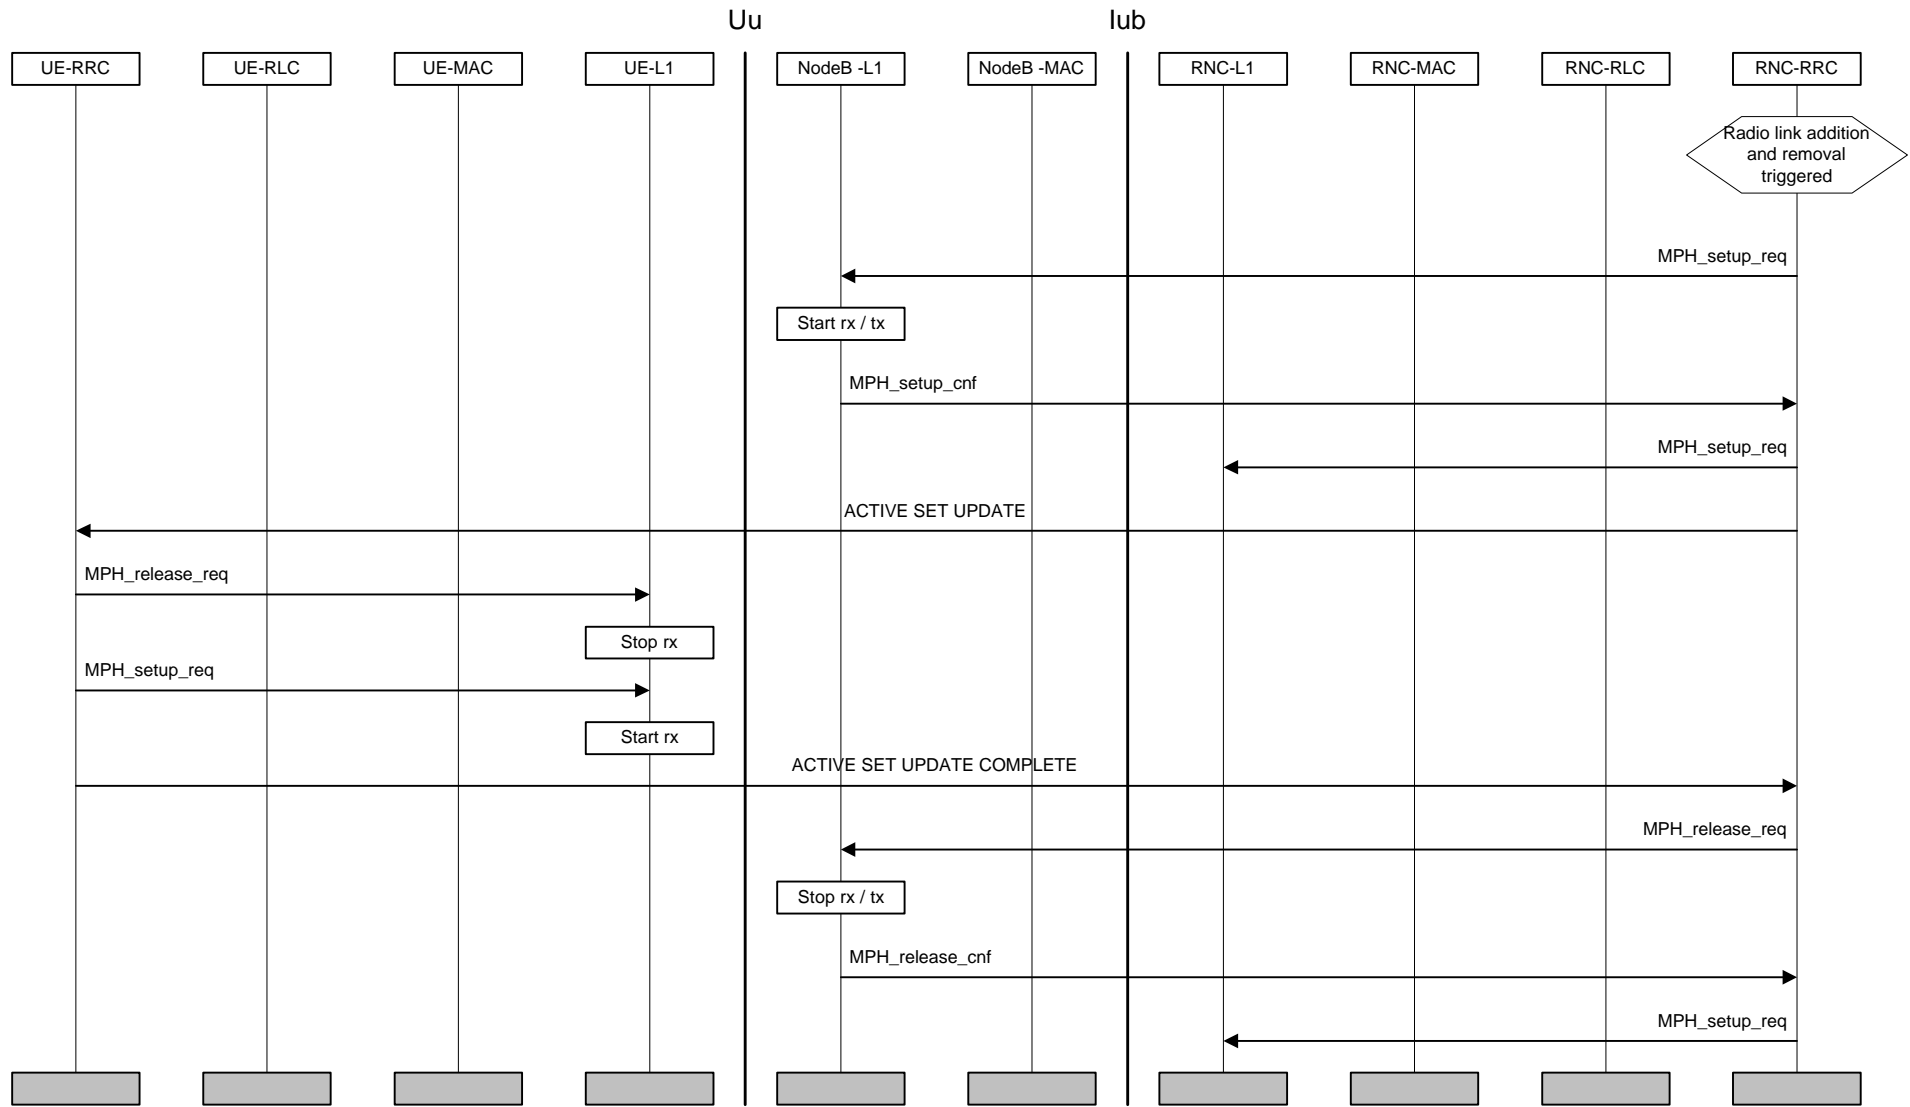 Uu
Iub
UE-RRC
UE-RLC
UE-MAC
UE-L1
NodeB -L1
NodeB -MAC
RNC-L1
RNC-MAC
RNC-RLC
RNC-RRC
Radio link addition
and removal
triggered
MPH_setup_req
Start rx / tx
MPH_setup_cnf
MPH_setup_req
ACTIVE SET UPDATE
MPH_release_req
Stop rx
MPH_setup_req
Start rx
ACTIVE SET UPDATE COMPLETE
MPH_release_req
Stop rx / tx
MPH_release_cnf
MPH_setup_req